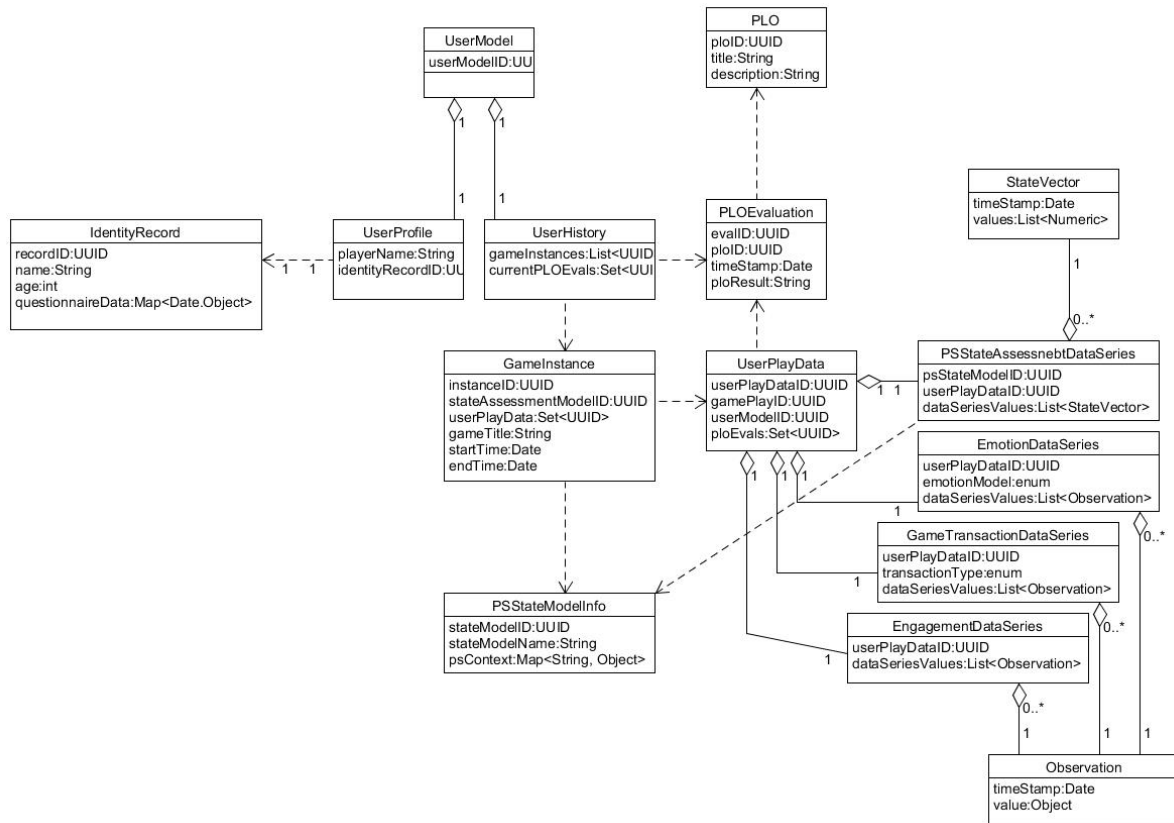 PLO
ploID:UUID
title:String
description:String
UserModel
userModelID:UU
1
1
1
1
StateVector
timeStamp:Date
values:List<Numeric>
1
0..*
IdentityRecord
recordID:UUID
name:String
age:int
questionnaireData:Map<Date.Object>
1
1
UserProfile
playerName:String
identityRecordID:UU
UserHistory
gameInstances:List<UUID
currentPLOEvals:Set<UUI
PLOEvaluation
evalID:UUID
ploID:UUID
timeStamp:Date
ploResult:String
GameInstance
instanceID:UUID
stateAssessmentModelID:UUID
userPlayData:Set<UUID>
gameTitle:String
startTime:Date
endTime:Date
UserPlayData
userPlayDataID:UUID
gamePlayID:UUID
userModelID:UUID
ploEvals:Set<UUID>
1
1
1
1
1
PSStateAssessnebtDataSeries
psStateModelID:UUID
userPlayDataID:UUID
dataSeriesValues:List<StateVector>
EmotionDataSeries
userPlayDataID:UUID
emotionModel:enum
dataSeriesValues:List<Observation>
1
0..*
GameTransactionDataSeries
userPlayDataID:UUID
transactionType:enum
dataSeriesValues:List<Observation>
1
0..*
PSStateModelInfo
stateModelID:UUID
stateModelName:String
psContext:Map<String, Object>
EngagementDataSeries
userPlayDataID:UUID
dataSeriesValues:List<Observation>
1
0..*
1
1
1
Observation
timeStamp:Date
value:Object